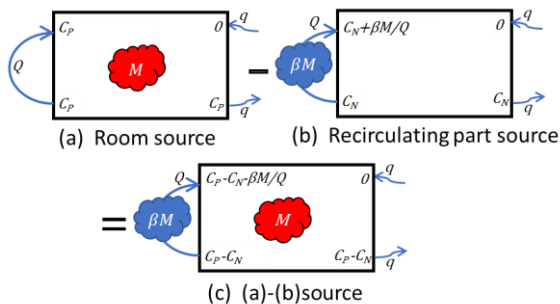 C_P
0
q
Q
M
C_P
C_P
q
(a) Room source
Q
C_N+βM/Q
0
q
βM
C_N
C_N
q
(b) Recirculating part source
Q
C_P-C_N-βM/Q
0
q
βM
M
C_P-C_N
C_P-C_N
q
(c) (a)-(b)source